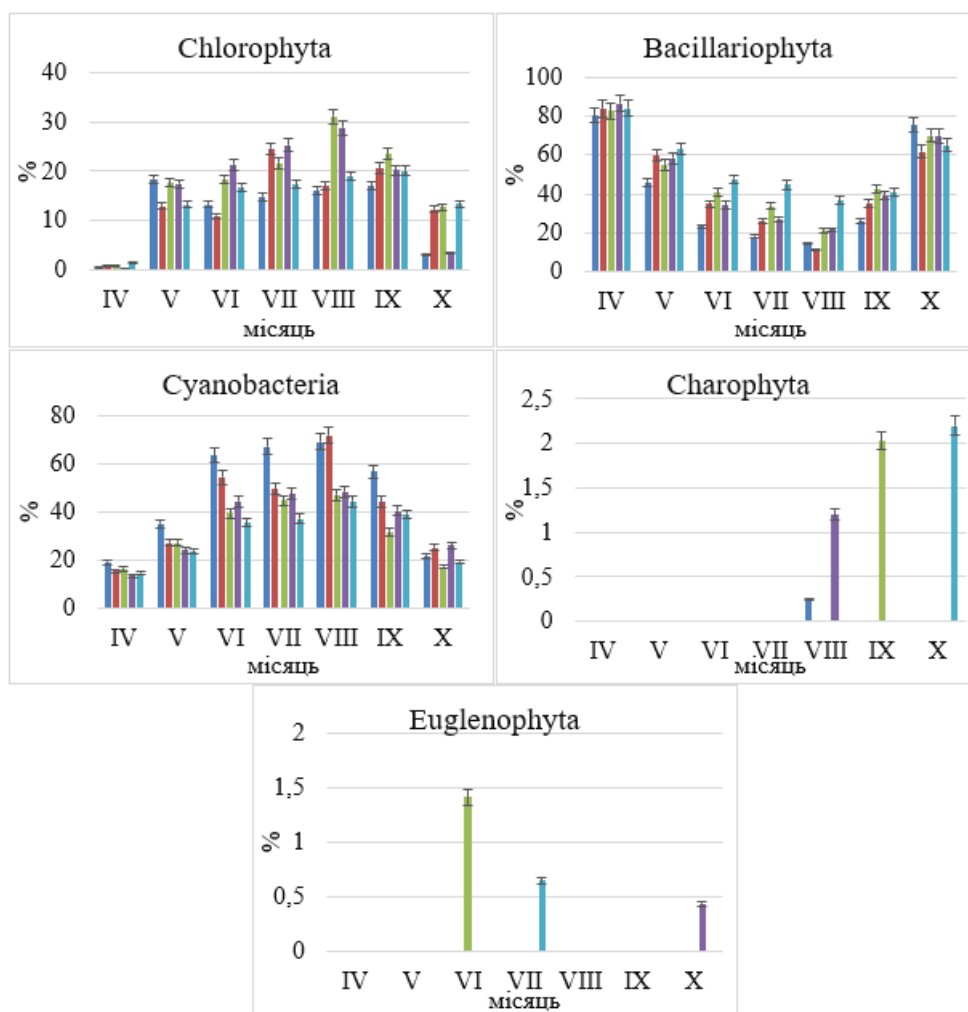 Chlorophyta
40
30
20
10
0
%
IV V VI VII VIII IX X
місяць
Bacillariophyta
100
80
60
40
20
0
%
IV V VI VII VIII IX X
місяць
Cyanobacteria
80
60
40
20
0
%
IV V VI VII VIII IX X
місяць
Charophyta
2,5
2
1,5
1
0,5
0
%
IV V VI VII VIII IX X
місяць
Euglenophyta
2
1,5
1
0,5
0
%
IV V VI VII VIII IX X
місяць